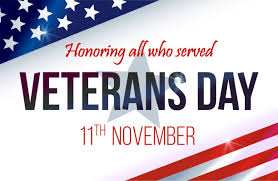 Honoring all who served
VETERANS DAY
11TH NOVEMBER